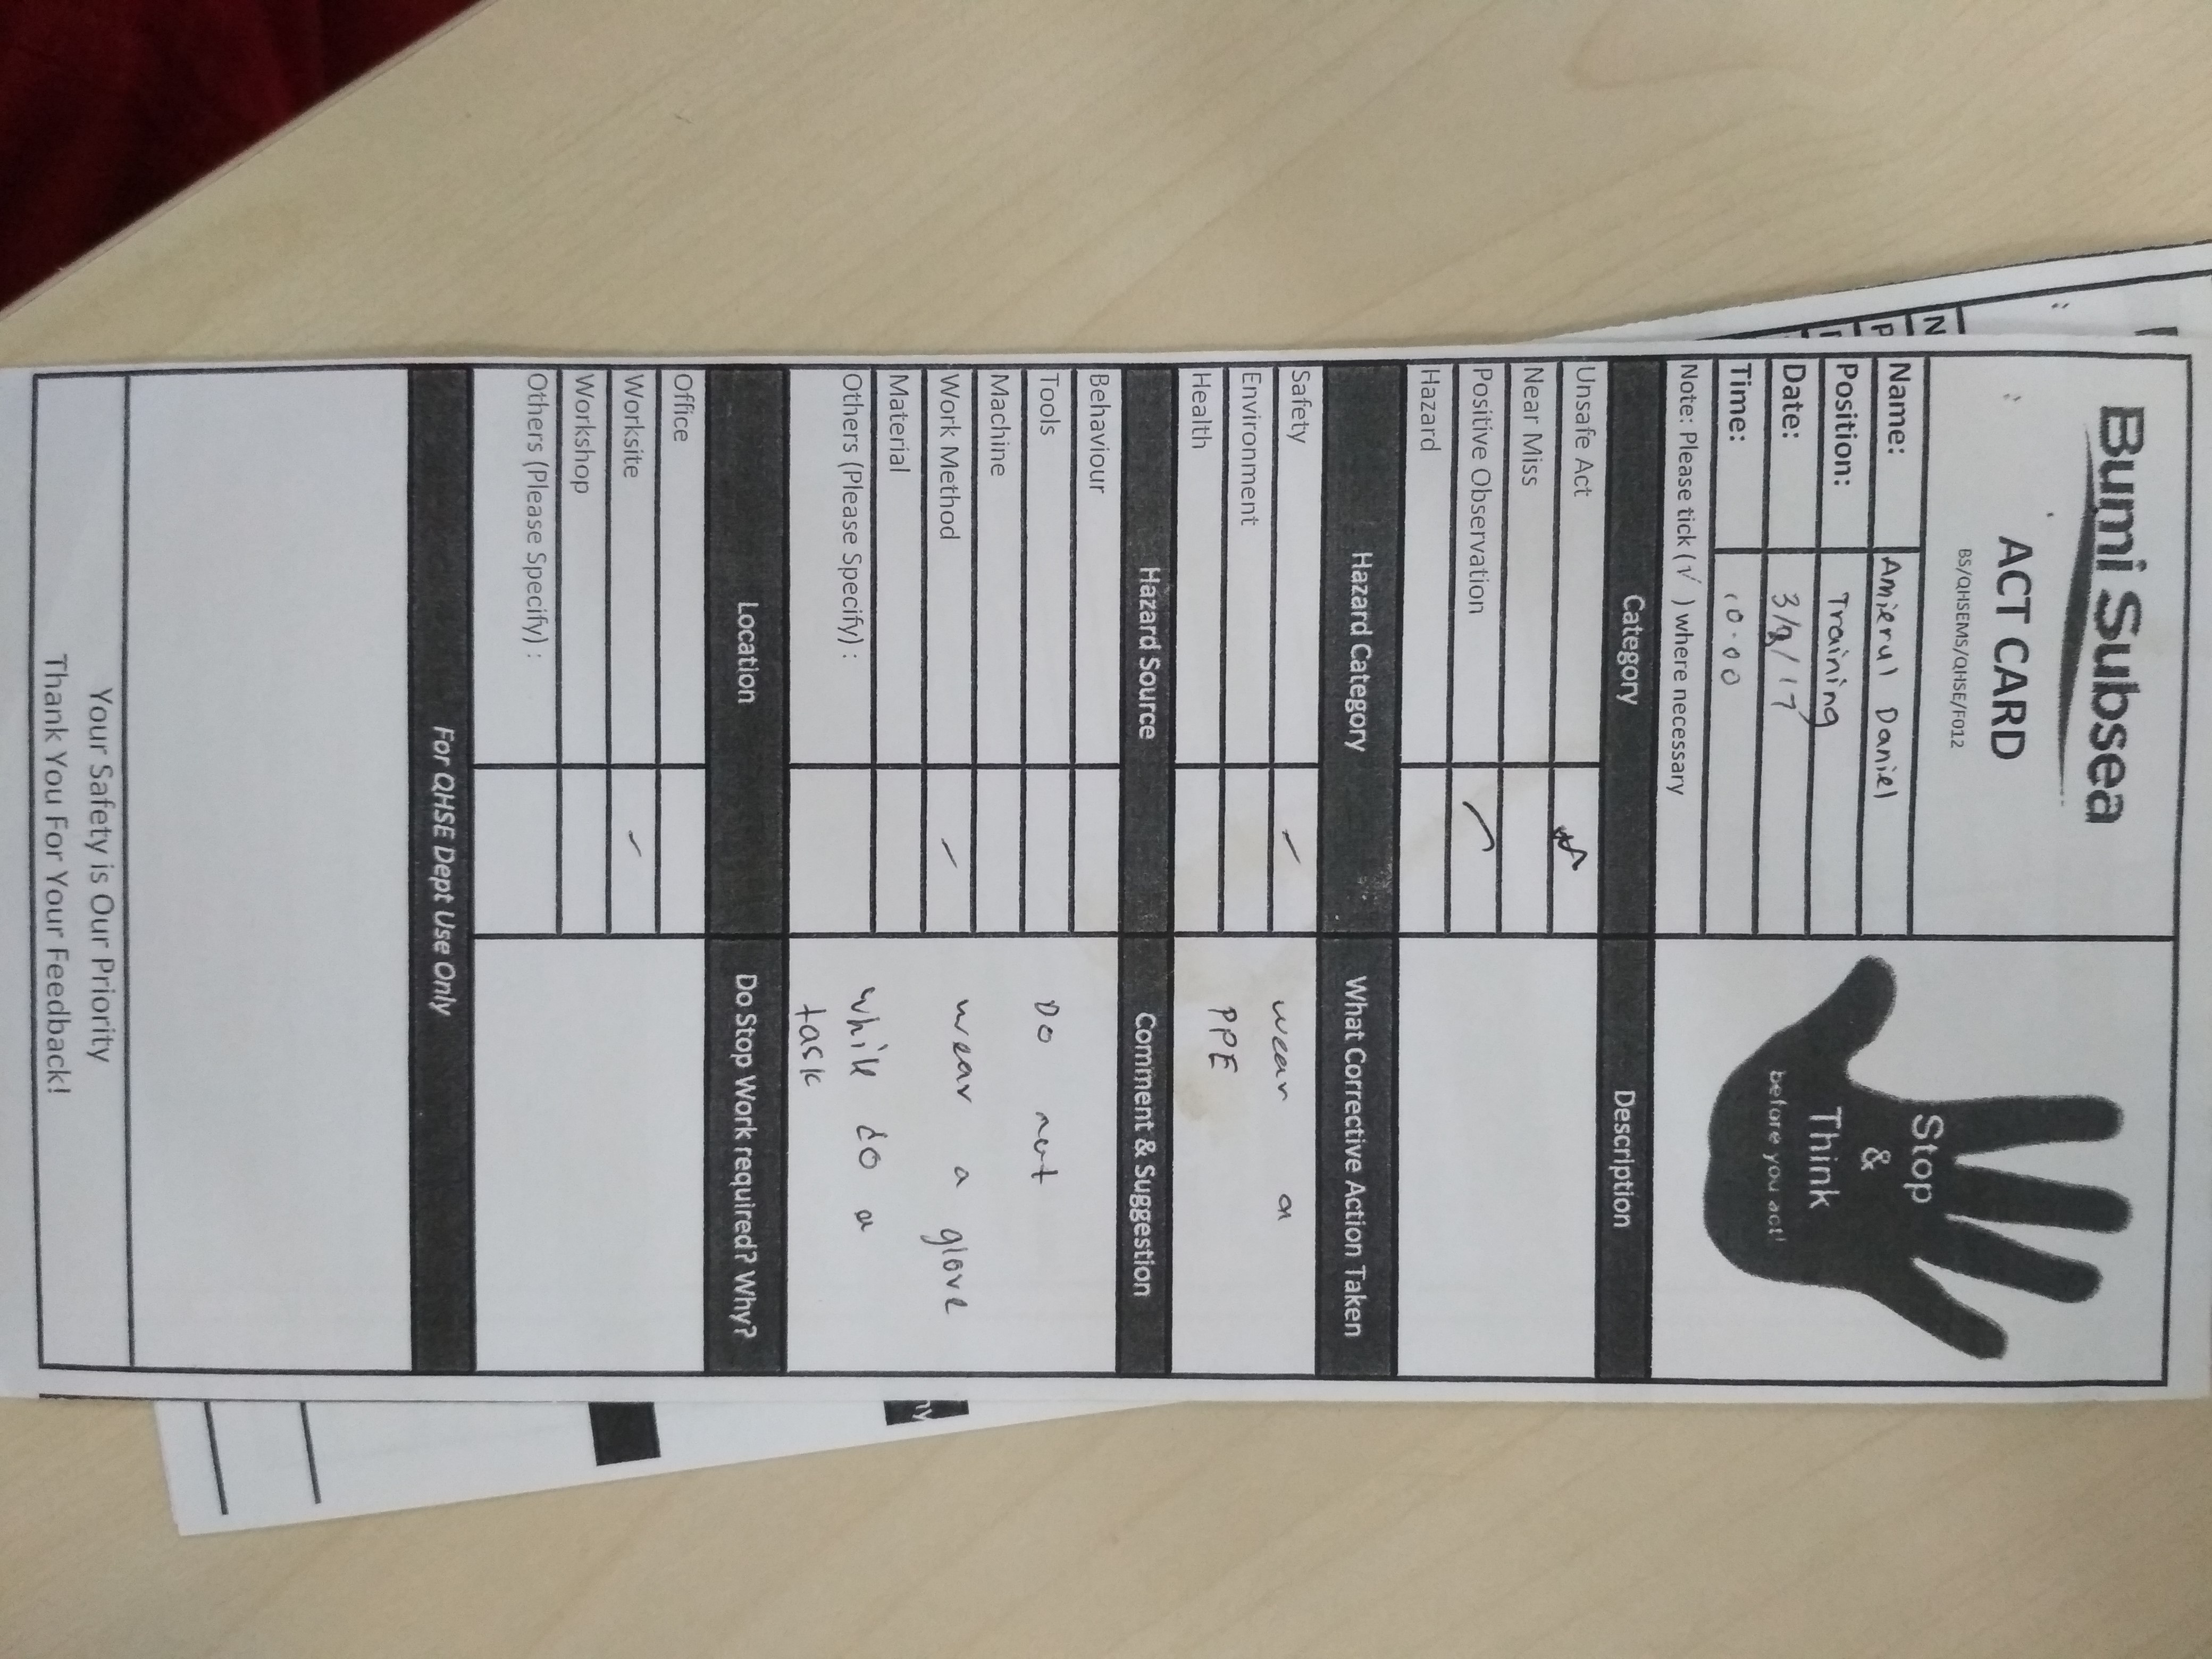 Bumi Subsea
ACT CARD
BS/QHSEMS/QHSE/F012
Stop
&
Think
before you act!
Name: Amierul Daniel
Position: Training
Date:
Time: 10.00
Note: Please tick (√ ) where necessary
Category Description
Unsafe Act
Near Miss
Positive Observation ✓
Hazard
Hazard Category What Corrective Action Taken
Safety ✓ wear a
Environment PPE
Health
Hazard Source Comment & Suggestion
Behaviour
Tools Do not
Machine
Work Method ✓ wear a glove
Material
Others (Please Specify) : while do a
task
Location Do Stop Work required? Why?
Office
Worksite ✓
Workshop
Others (Please Specify) :
For QHSE Dept Use Only
Your Safety is Our Priority
Thank You For Your Feedback!